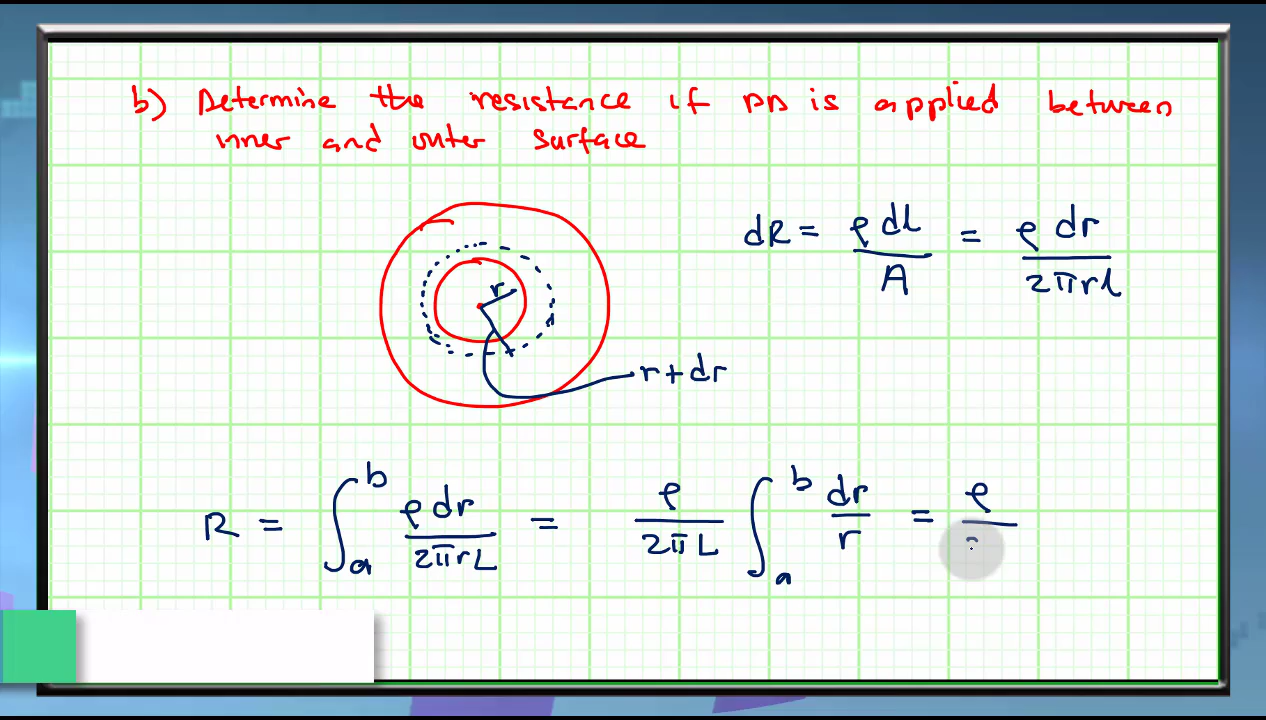 b) Determine the resistance if PD is applied between
inner and outer surface
r
r+dr
dR = ρ dl / A = ρ dr / 2πrl
R = ∫_a^b ρ dr / 2πrL = ρ / 2πL ∫_a^b dr / r = ρ /